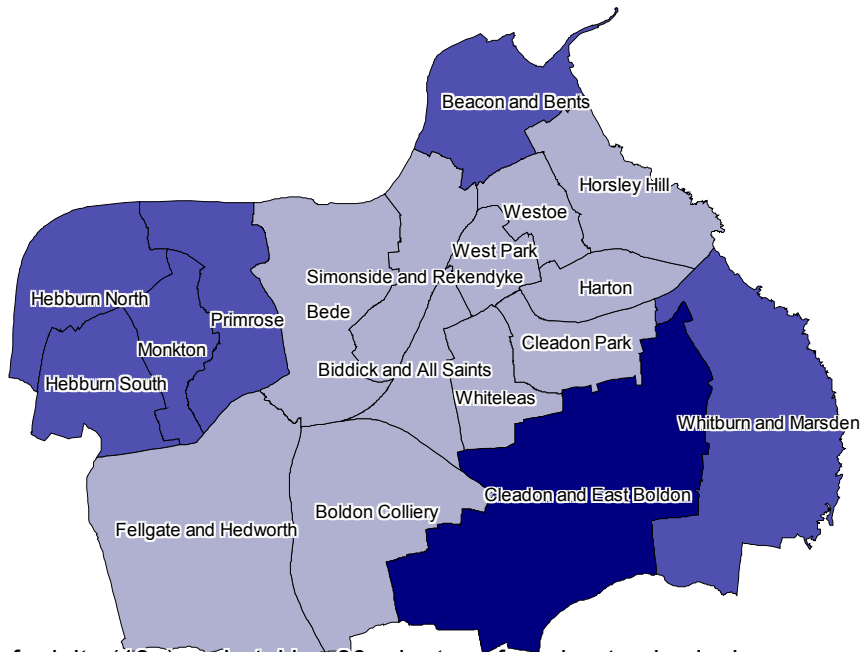 Beacon and Bents
Horsley Hill
Westoe
West Park
Simonside and Rekendyke
Harton
Hebburn North
Bede
Primrose
Cleadon Park
Monkton
Biddick and All Saints
Hebburn South
Whiteleas
Whitburn and Marsden
Cleadon and East Boldon
Boldon Colliery
Fellgate and Hedworth